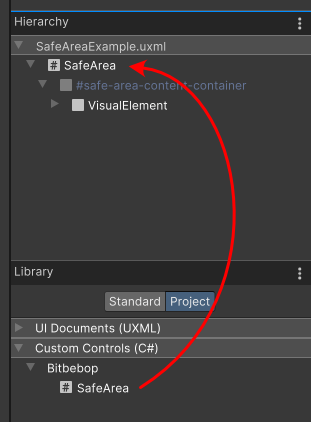 Hierarchy
SafeAreaExample.uxml
# SafeArea
#safe-area-content-container
VisualElement
Library
Standard Project
UI Documents (UXML)
Custom Controls (C#)
Bitbebop
# SafeArea